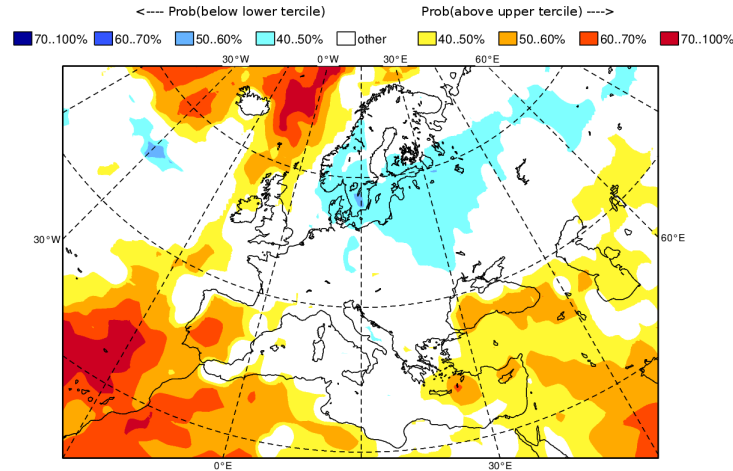 <---- Prob(below lower tercile) Prob(above upper tercile) ---->
70..100% 60..70% 50..60% 40..50% other 40..50% 50..60% 60..70% 70..100%
30°W 0°W 30°E 60°E
30°W 60°E
0°E 30°E